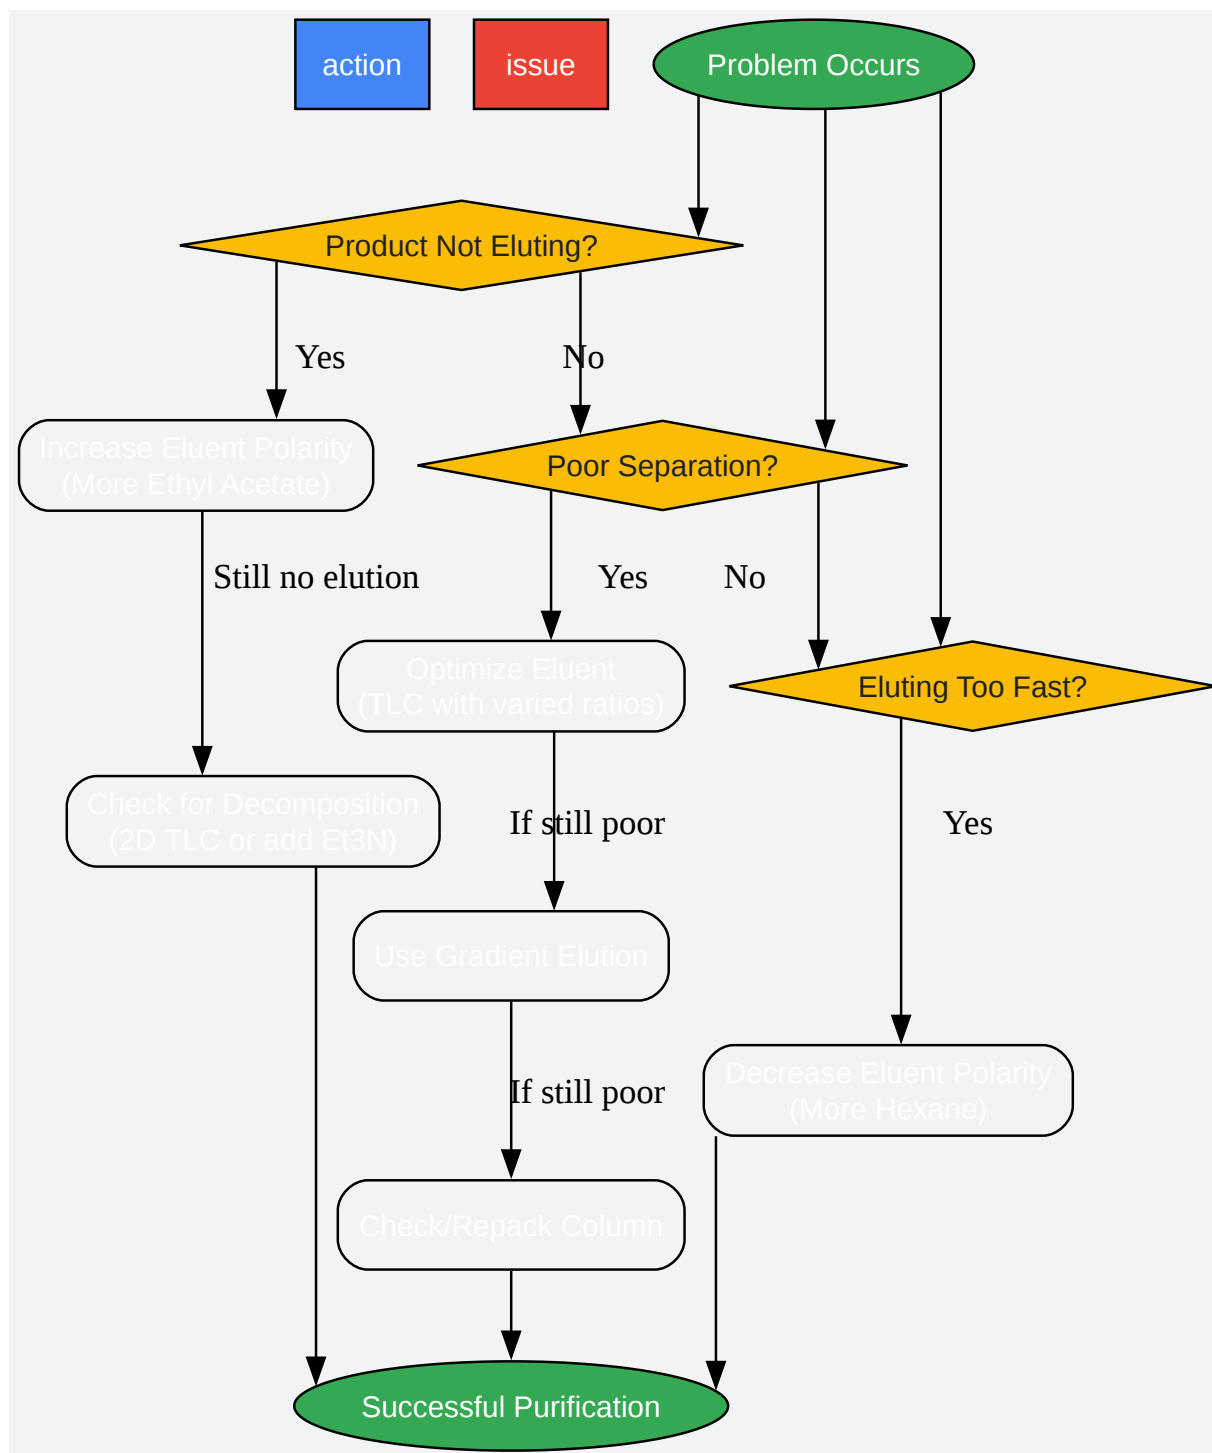 action
issue
Problem Occurs
Product Not Eluting?
Yes
No
Increase Eluent Polarity
(More Ethyl Acetate)
Poor Separation?
Still no elution
Yes
No
Optimize Eluent
(TLC with varied ratios)
Eluting Too Fast?
Check for Decomposition
(2D TLC or add Et3N)
If still poor
Yes
Use Gradient Elution
Decrease Eluent Polarity
(More Hexane)
If still poor
Check/Repack Column
Successful Purification